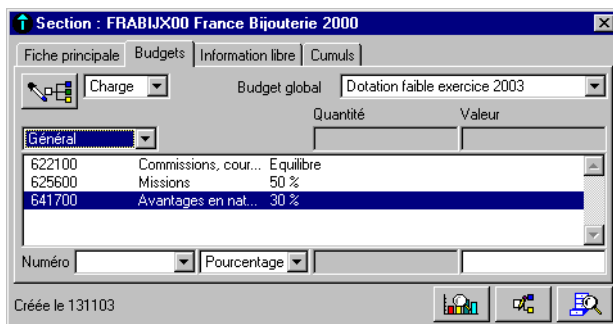 Section : FRABIJX00 France Bijouterie 2000
Fiche principale Budgets Information libre Cumuls
Charge Budget global Dotation faible exercice 2003
Quantité Valeur
Général
622100 Commissions, cour... Equilibre
625600 Missions 50 %
641700 Avantages en nat... 30 %
Numéro Pourcentage
Créée le 131103